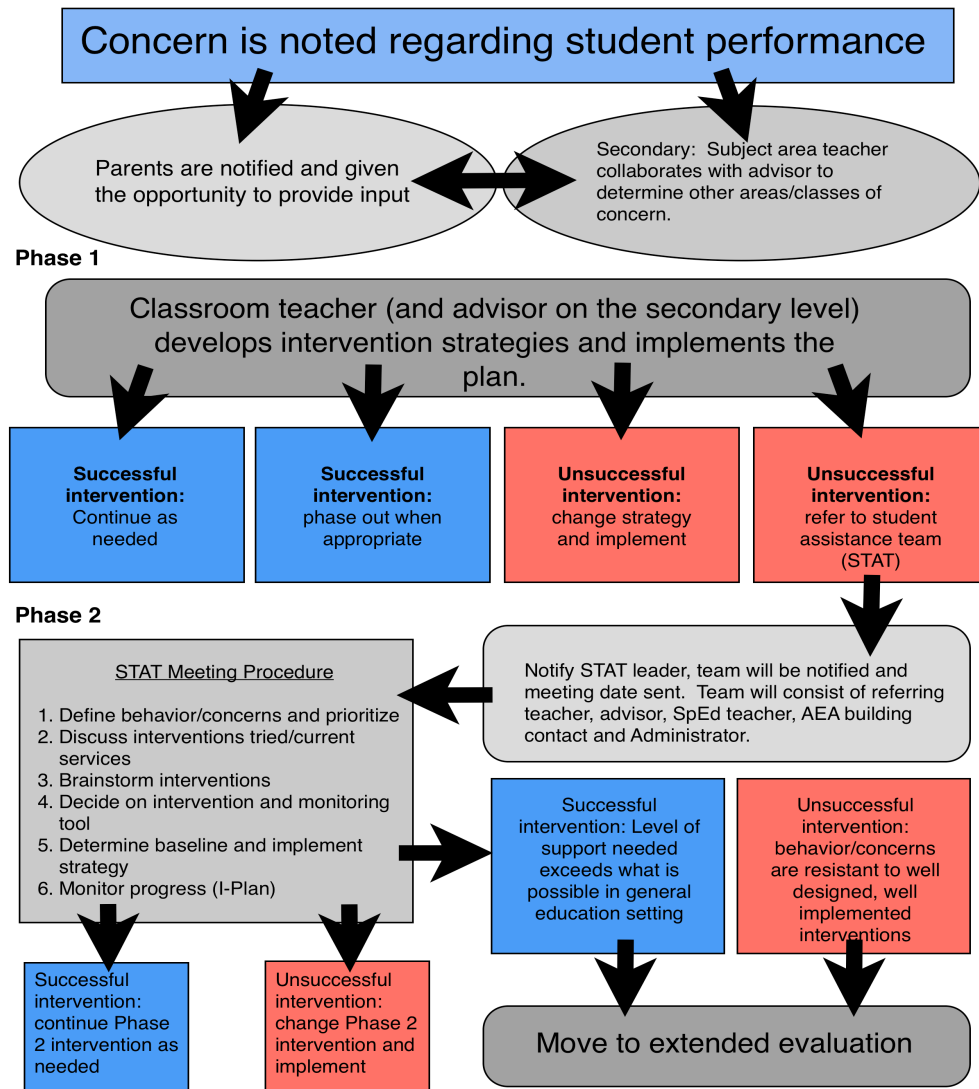 Concern is noted regarding student performance
Parents are notified and given
the opportunity to provide input
Secondary:  Subject area teacher
collaborates with advisor to
determine other areas/classes of
concern.
Phase 1
Classroom teacher (and advisor on the secondary level)
develops intervention strategies and implements the
plan.
Successful
intervention:
Continue as
needed
Successful
intervention:
phase out when
appropriate
Unsuccessful
intervention:
change strategy
and implement
Unsuccessful
intervention:
refer to student
assistance team
(STAT)
Phase 2
Notify STAT leader, team will be notified and
meeting date sent.  Team will consist of referring
teacher, advisor, SpEd teacher, AEA building
contact and Administrator.
STAT Meeting Procedure
1. Define behavior/concerns and prioritize
2. Discuss interventions tried/current
services
3. Brainstorm interventions
4. Decide on intervention and monitoring
tool
5. Determine baseline and implement
strategy
6. Monitor progress (I-Plan)
Successful
intervention: Level of
support needed
exceeds what is
possible in general
education setting
Unsuccessful
intervention:
behavior/concerns
are resistant to well
designed, well
implemented
interventions
Successful
intervention:
continue Phase
2 intervention as
needed
Unsuccessful
intervention:
change Phase 2
intervention and
implement
Move to extended evaluation